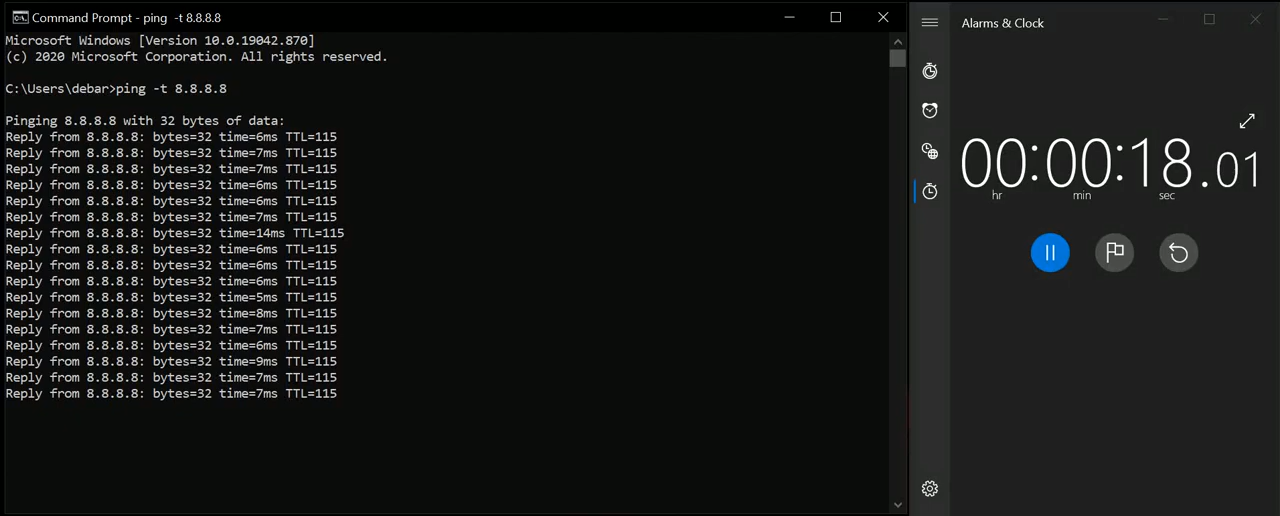 Command Prompt - ping  -t 8.8.8.8
Microsoft Windows [Version 10.0.19042.870]
(c) 2020 Microsoft Corporation. All rights reserved.
C:\Users\debar>ping -t 8.8.8.8
Pinging 8.8.8.8 with 32 bytes of data:
Reply from 8.8.8.8: bytes=32 time=6ms TTL=115
Reply from 8.8.8.8: bytes=32 time=7ms TTL=115
Reply from 8.8.8.8: bytes=32 time=7ms TTL=115
Reply from 8.8.8.8: bytes=32 time=6ms TTL=115
Reply from 8.8.8.8: bytes=32 time=6ms TTL=115
Reply from 8.8.8.8: bytes=32 time=7ms TTL=115
Reply from 8.8.8.8: bytes=32 time=14ms TTL=115
Reply from 8.8.8.8: bytes=32 time=6ms TTL=115
Reply from 8.8.8.8: bytes=32 time=6ms TTL=115
Reply from 8.8.8.8: bytes=32 time=6ms TTL=115
Reply from 8.8.8.8: bytes=32 time=5ms TTL=115
Reply from 8.8.8.8: bytes=32 time=8ms TTL=115
Reply from 8.8.8.8: bytes=32 time=7ms TTL=115
Reply from 8.8.8.8: bytes=32 time=6ms TTL=115
Reply from 8.8.8.8: bytes=32 time=9ms TTL=115
Reply from 8.8.8.8: bytes=32 time=7ms TTL=115
Reply from 8.8.8.8: bytes=32 time=7ms TTL=115
Alarms & Clock
00:00:18.01
hr min sec